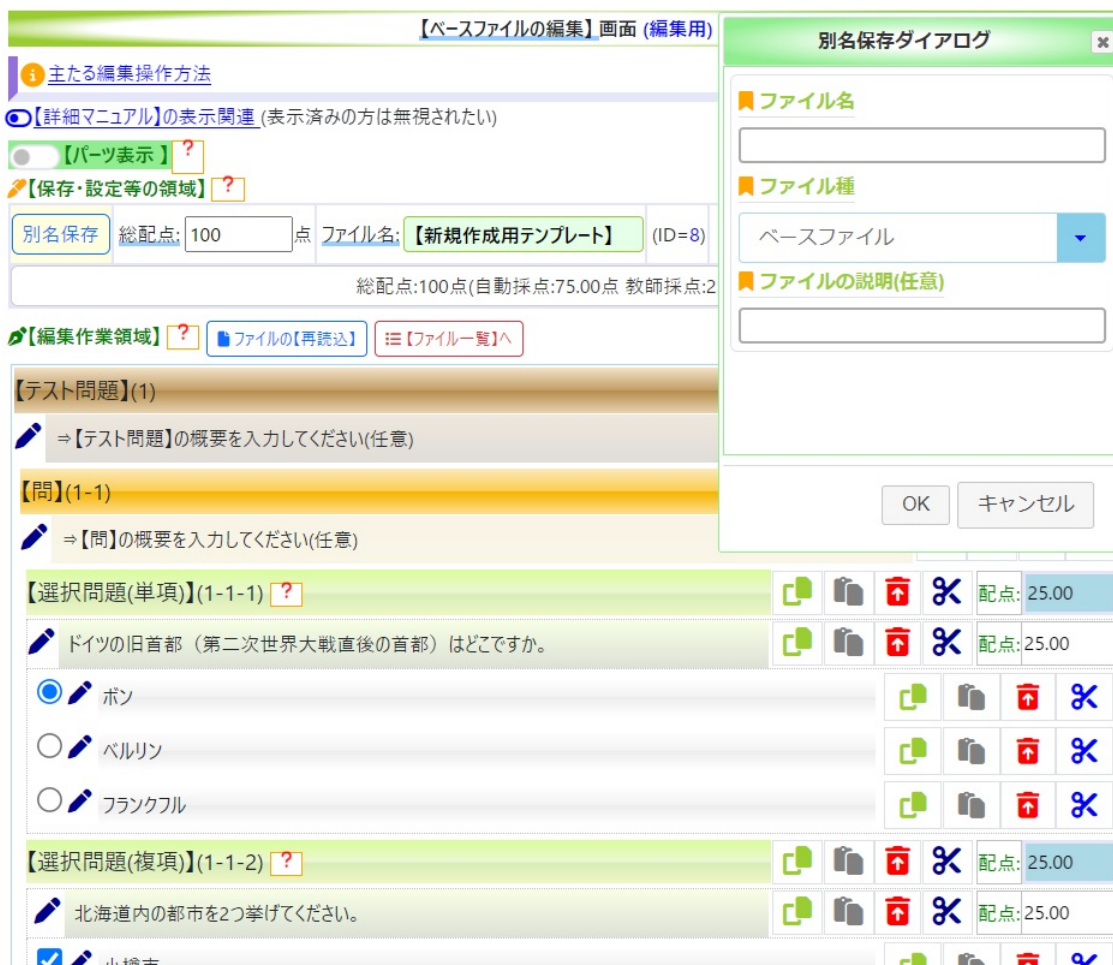 【ベースファイルの編集】画面 (編集用)
主たる編集操作方法
【詳細マニュアル】の表示関連 (表示済みの方は無視されたい)
【パーツ表示 】 ?
【保存・設定等の領域】 ?
別名保存 総配点: 100 点 ファイル名: 【新規作成用テンプレート】 (ID=8)
総配点:100点(自動採点:75.00点 教師採点:2
【編集作業領域】 ? ファイルの【再読込】 【ファイル一覧】へ
別名保存ダイアログ
ファイル名
ファイル種
ベースファイル
ファイルの説明(任意)
OK キャンセル
【テスト問題】(1)
⇒【テスト問題】の概要を入力してください(任意)
【問】(1-1)
⇒【問】の概要を入力してください(任意)
【選択問題(単項)】(1-1-1) ? 配点: 25.00
ドイツの旧首都（第二次世界大戦直後の首都）はどこですか。 配点: 25.00
ボン
ベルリン
フランクフル
【選択問題(複項)】(1-1-2) ? 配点: 25.00
北海道内の都市を2つ挙げてください。 配点: 25.00